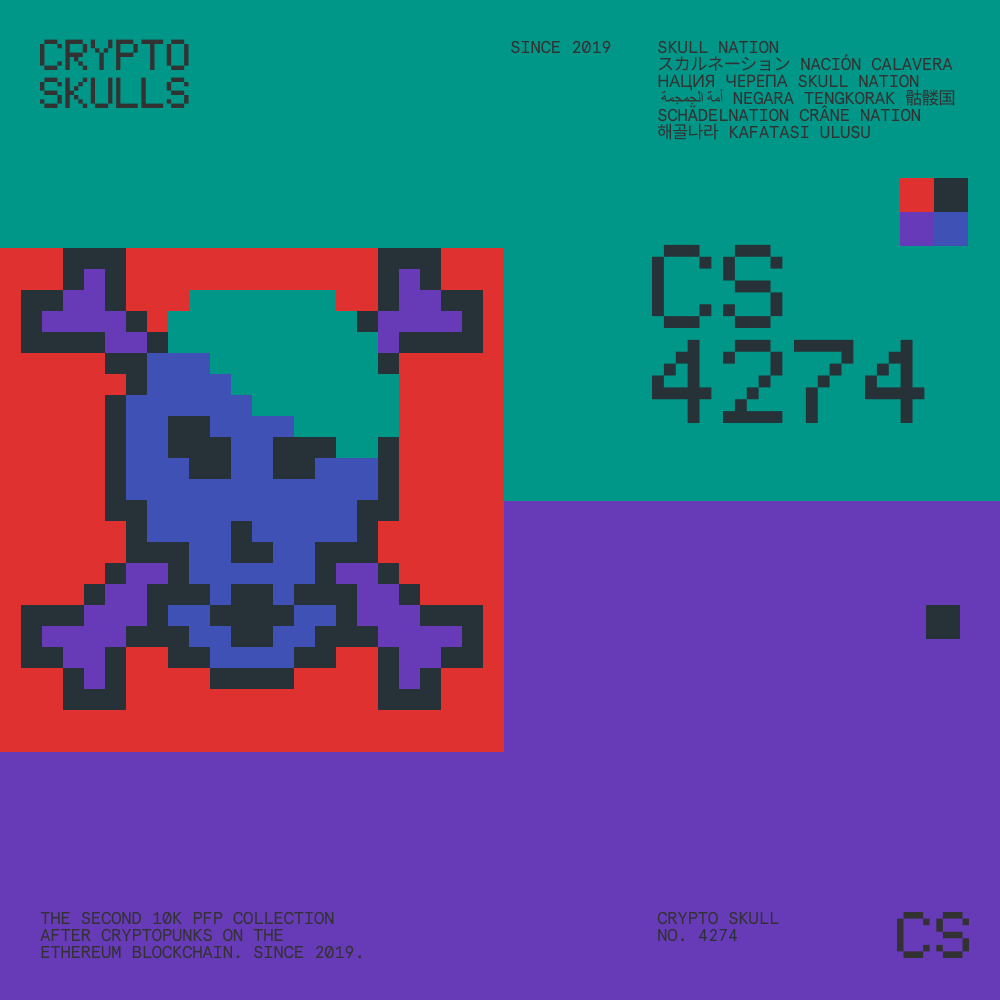 CRYPTO
SKULLS
SINCE 2019
SKULL NATION
スカルネーション NACIÓN CALAVERA
НАЦИЯ ЧЕРЕПА SKULL NATION
أمة الجمجمة NEGARA TENGKORAK 骷髅国
SCHÄDELNATION CRÂNE NATION
해골나라 KAFATASI ULUSU
CS
4274
THE SECOND 10K PFP COLLECTION
AFTER CRYPTOPUNKS ON THE
ETHEREUM BLOCKCHAIN. SINCE 2019.
CRYPTO SKULL
NO. 4274
CS